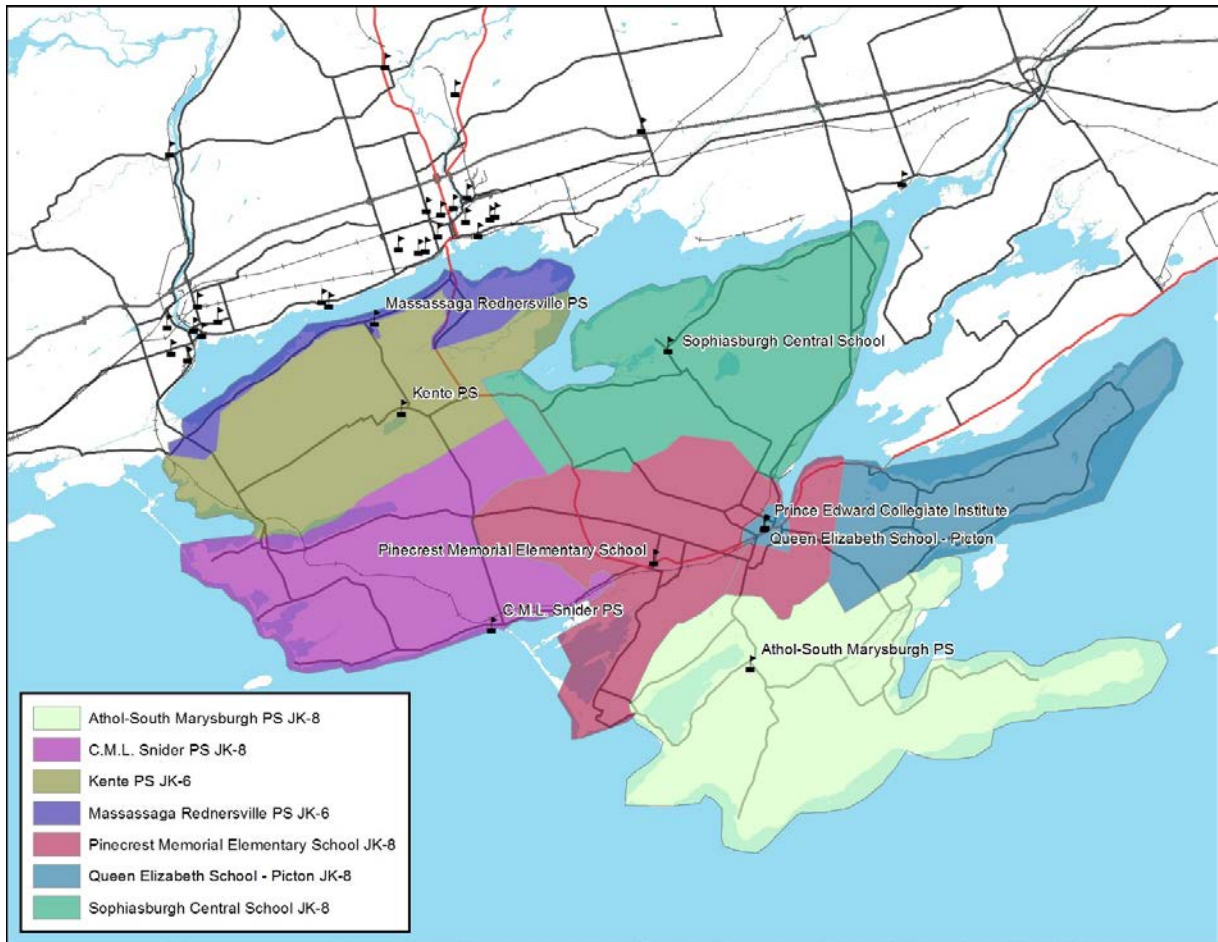 Massassaga Rednersville PS
Sophiasburgh Central School
Kente PS
Prince Edward Collegiate Institute
Queen Elizabeth School - Picton
Pinecrest Memorial Elementary School
C.M.L. Snider PS
Athol-South Marysburgh PS
Athol-South Marysburgh PS JK-8
C.M.L. Snider PS JK-8
Kente PS JK-6
Massassaga Rednersville PS JK-6
Pinecrest Memorial Elementary School JK-8
Queen Elizabeth School - Picton JK-8
Sophiasburgh Central School JK-8